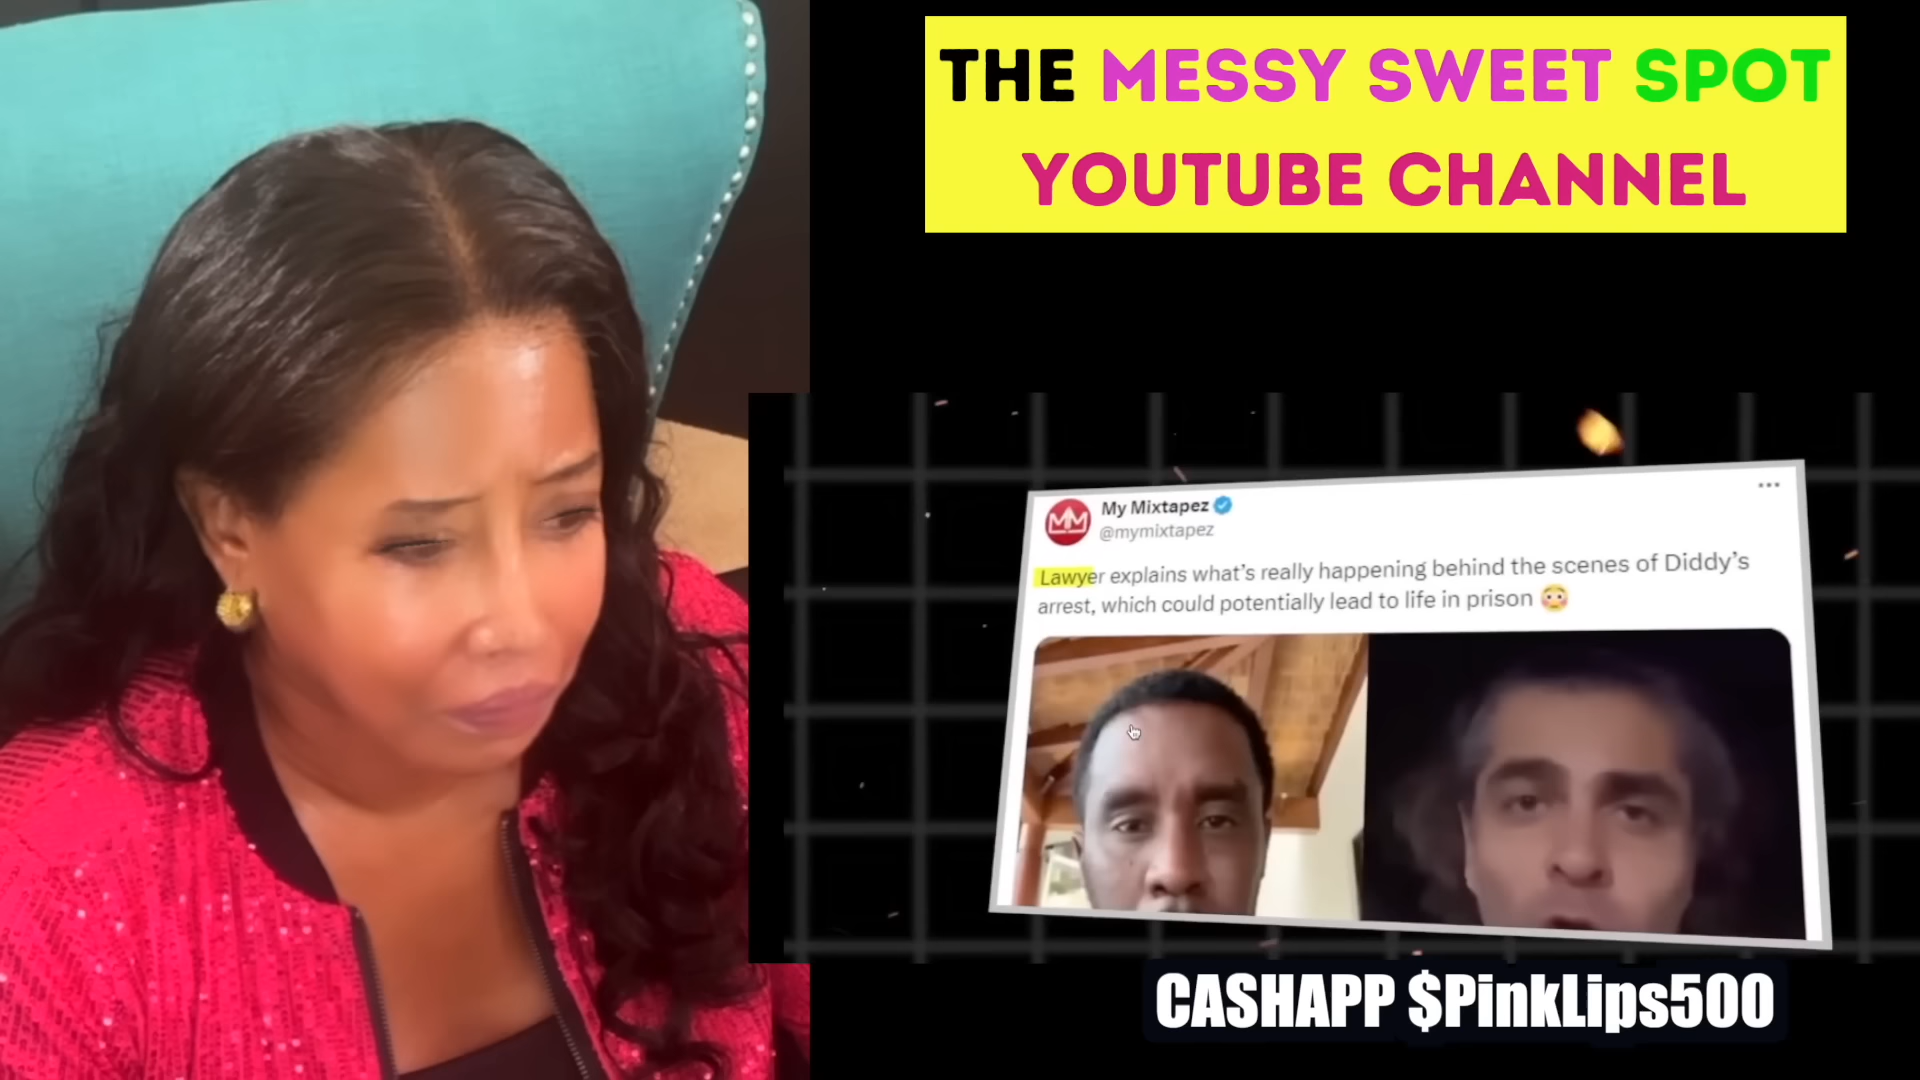 THE MESSY SWEET SPOT
YOUTUBE CHANNEL
My Mixtapez
@mymixtapez
Lawyer explains what's really happening behind the scenes of Diddy's
arrest, which could potentially lead to life in prison 😳
CASHAPP $PinkLips500